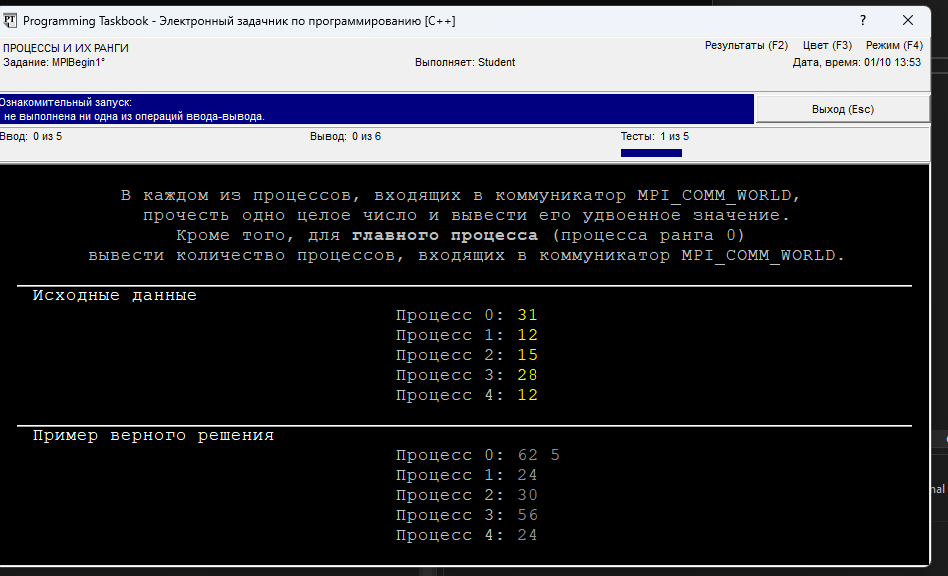 Programming Taskbook - Электронный задачник по программированию [C++]
? ×
ПРОЦЕССЫ И ИХ РАНГИ
Результаты (F2) Цвет (F3) Режим (F4)
Задание: MPIBegin1°
Выполняет: Student
Дата, время: 01/10 13:53
Ознакомительный запуск:
не выполнена ни одна из операций ввода-вывода.
Выход (Esc)
Ввод: 0 из 5
Вывод: 0 из 6
Тесты: 1 из 5
В каждом из процессов, входящих в коммуникатор MPI_COMM_WORLD,
прочесть одно целое число и вывести его удвоенное значение.
Кроме того, для главного процесса (процесса ранга 0)
вывести количество процессов, входящих в коммуникатор MPI_COMM_WORLD.
Исходные данные
Процесс 0: 31
Процесс 1: 12
Процесс 2: 15
Процесс 3: 28
Процесс 4: 12
Пример верного решения
Процесс 0: 62 5
Процесс 1: 24
Процесс 2: 30
Процесс 3: 56
Процесс 4: 24